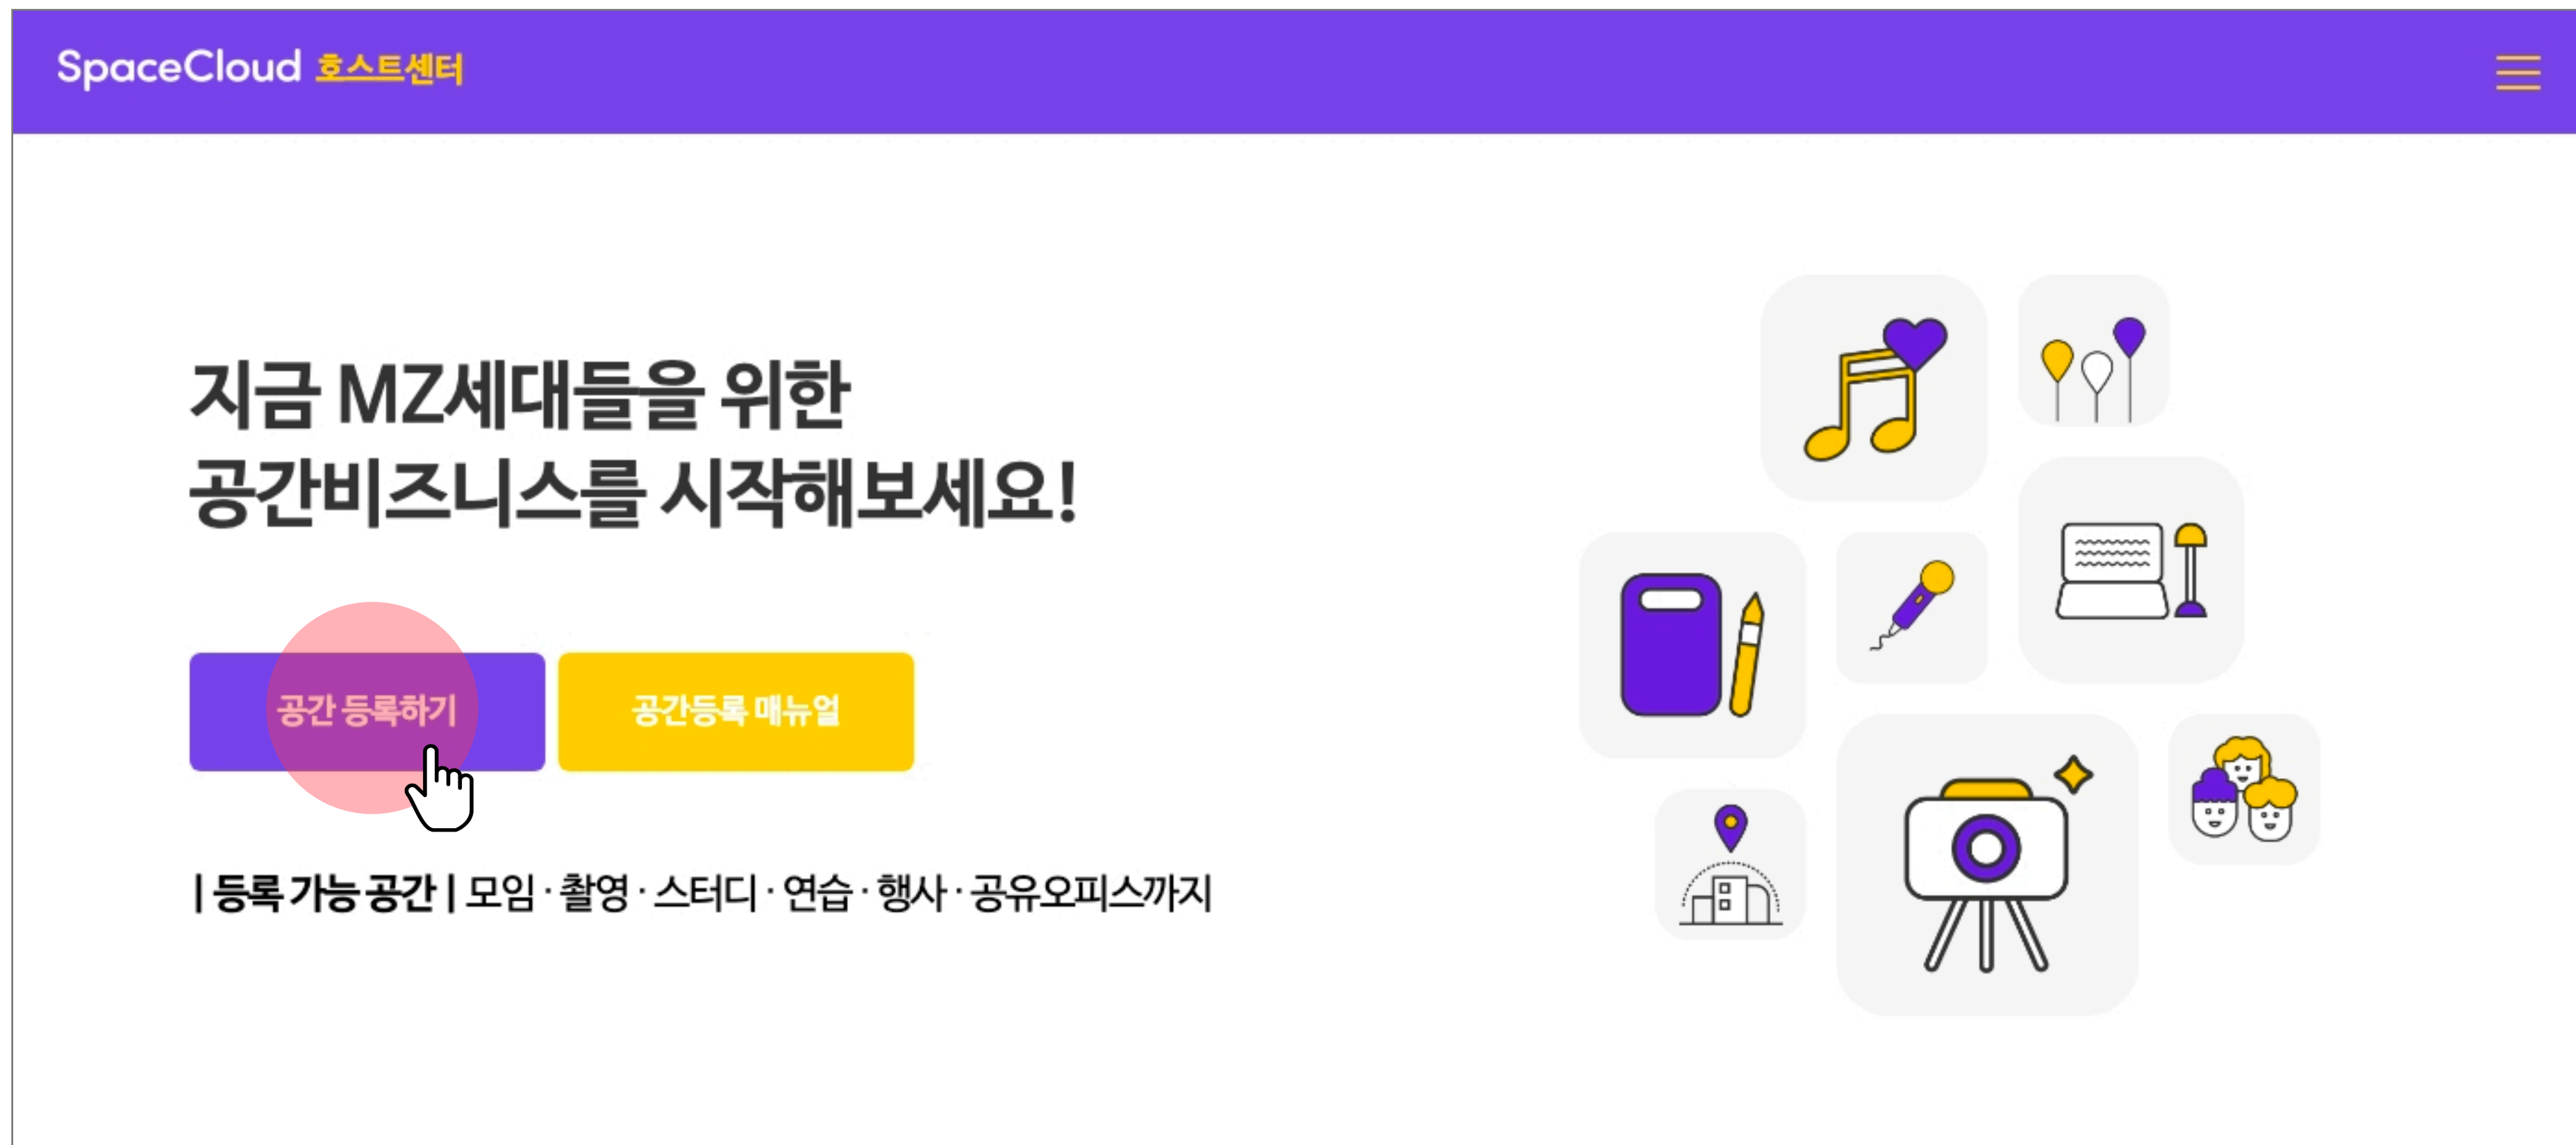 SpaceCloud 호스트센터
지금 MZ세대들을 위한
공간비즈니스를 시작해보세요!
공간 등록하기
공간등록 매뉴얼
| 등록 가능 공간 | 모임 · 촬영 · 스터디 · 연습 · 행사 · 공유오피스까지